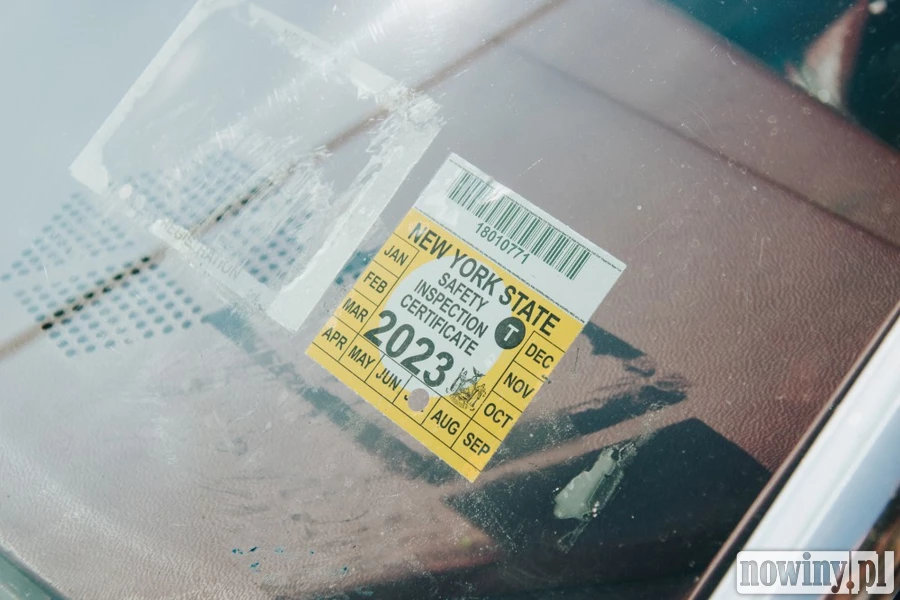 18010771
NEW YORK STATE
SAFETY
INSPECTION
CERTIFICATE
T
2023
JAN
FEB
MAR
APR
MAY
JUN
AUG
SEP
OCT
NOV
DEC
nowiny.pl